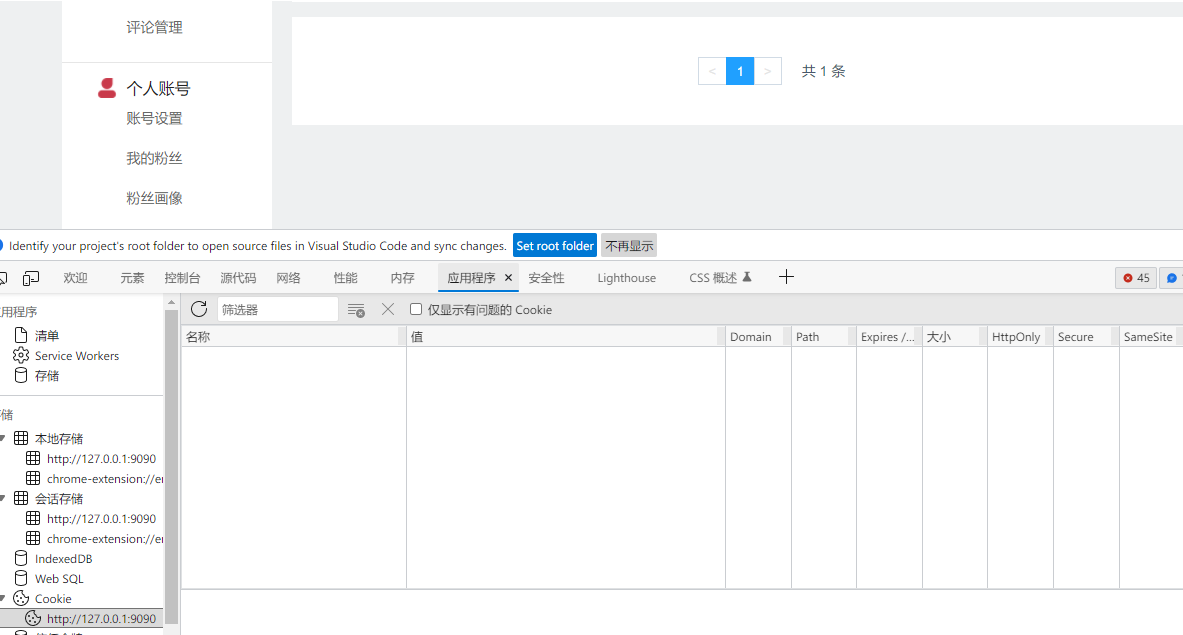 评论管理
个人账号
账号设置
我的粉丝
粉丝画像
< 1 > 共 1 条
Identify your project's root folder to open source files in Visual Studio Code and sync changes. Set root folder 不再显示
欢迎 元素 控制台 源代码 网络 性能 内存 应用程序 × 安全性 Lighthouse CSS 概述 45
用程序
筛选器 仅显示有问题的 Cookie
名称 值 Domain Path Expires /... 大小 HttpOnly Secure SameSite
清单
Service Workers
存储
储
本地存储
http://127.0.0.1:9090
chrome-extension://e
会话存储
http://127.0.0.1:9090
chrome-extension://e
IndexedDB
Web SQL
Cookie
http://127.0.0.1:9090